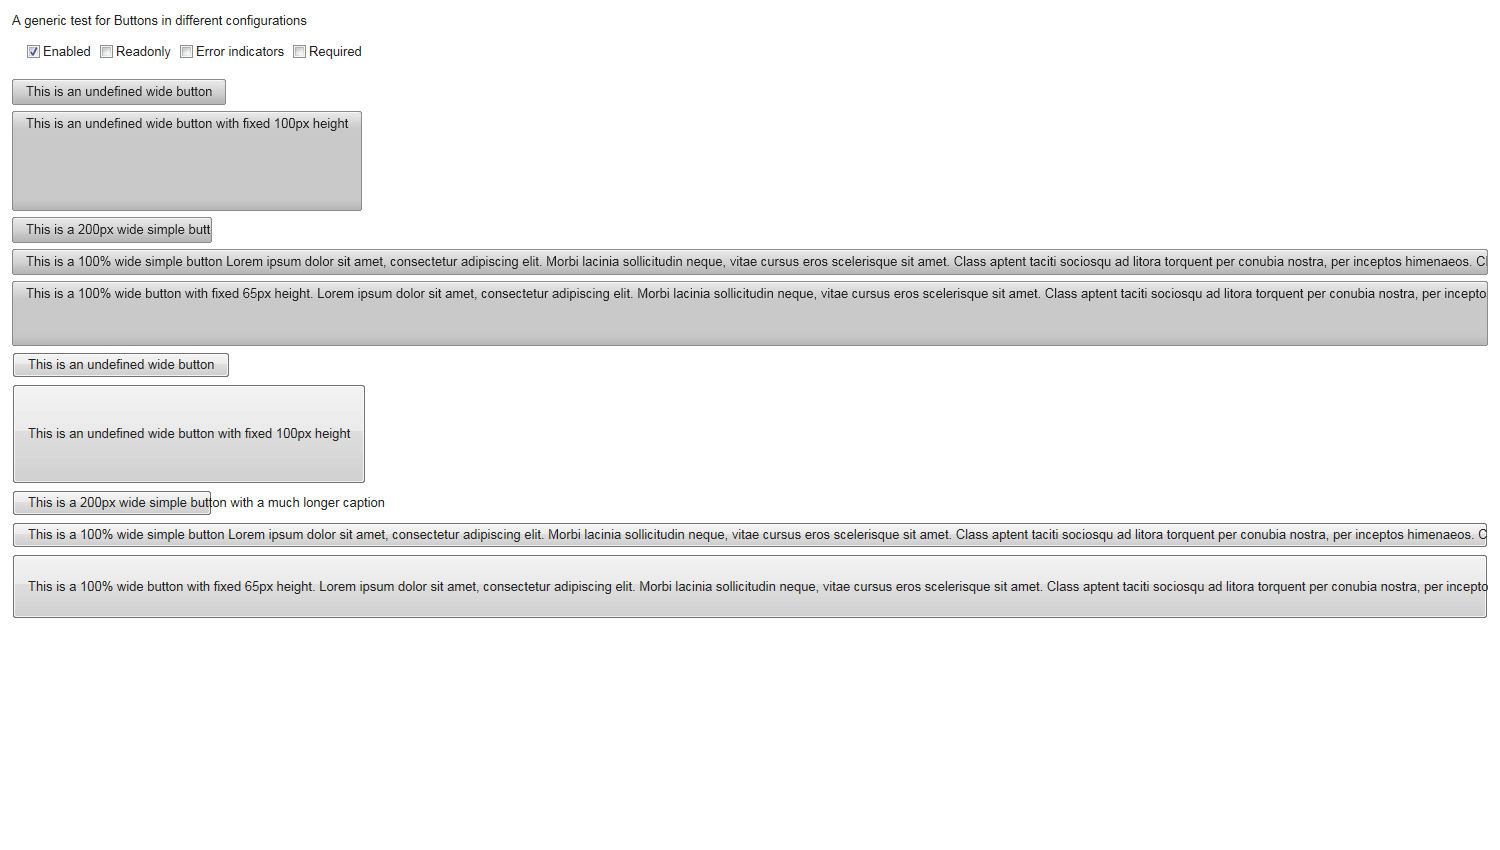 A generic test for Buttons in different configurations
Enabled Readonly Error indicators Required
This is an undefined wide button
This is an undefined wide button with fixed 100px height
This is a 200px wide simple butt
This is a 100% wide simple button Lorem ipsum dolor sit amet, consectetur adipiscing elit. Morbi lacinia sollicitudin neque, vitae cursus eros scelerisque sit amet. Class aptent taciti sociosqu ad litora torquent per conubia nostra, per inceptos himenaeos. Cl
This is a 100% wide button with fixed 65px height. Lorem ipsum dolor sit amet, consectetur adipiscing elit. Morbi lacinia sollicitudin neque, vitae cursus eros scelerisque sit amet. Class aptent taciti sociosqu ad litora torquent per conubia nostra, per incepto
This is an undefined wide button
This is an undefined wide button with fixed 100px height
This is a 200px wide simple button with a much longer caption
This is a 100% wide simple button Lorem ipsum dolor sit amet, consectetur adipiscing elit. Morbi lacinia sollicitudin neque, vitae cursus eros scelerisque sit amet. Class aptent taciti sociosqu ad litora torquent per conubia nostra, per inceptos himenaeos. C
This is a 100% wide button with fixed 65px height. Lorem ipsum dolor sit amet, consectetur adipiscing elit. Morbi lacinia sollicitudin neque, vitae cursus eros scelerisque sit amet. Class aptent taciti sociosqu ad litora torquent per conubia nostra, per incepto